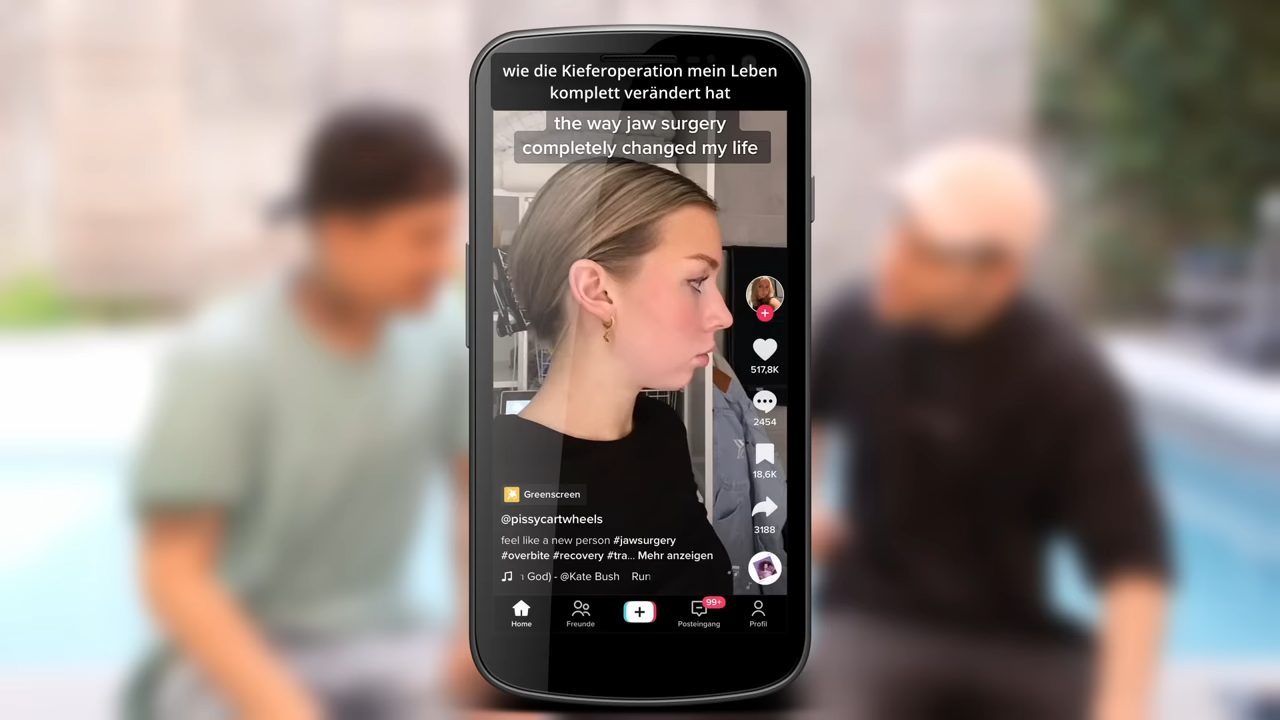 wie die Kieferoperation mein Leben
komplett verändert hat
the way jaw surgery
completely changed my life
517,8K
2454
18,6K
3188
Greenscreen
@pissycartwheels
feel like a new person #jawsurgery
#overbite #recovery #tra... Mehr anzeigen
God) - @Kate Bush Run
99+
Home
Freunde
Posteingang
Profil